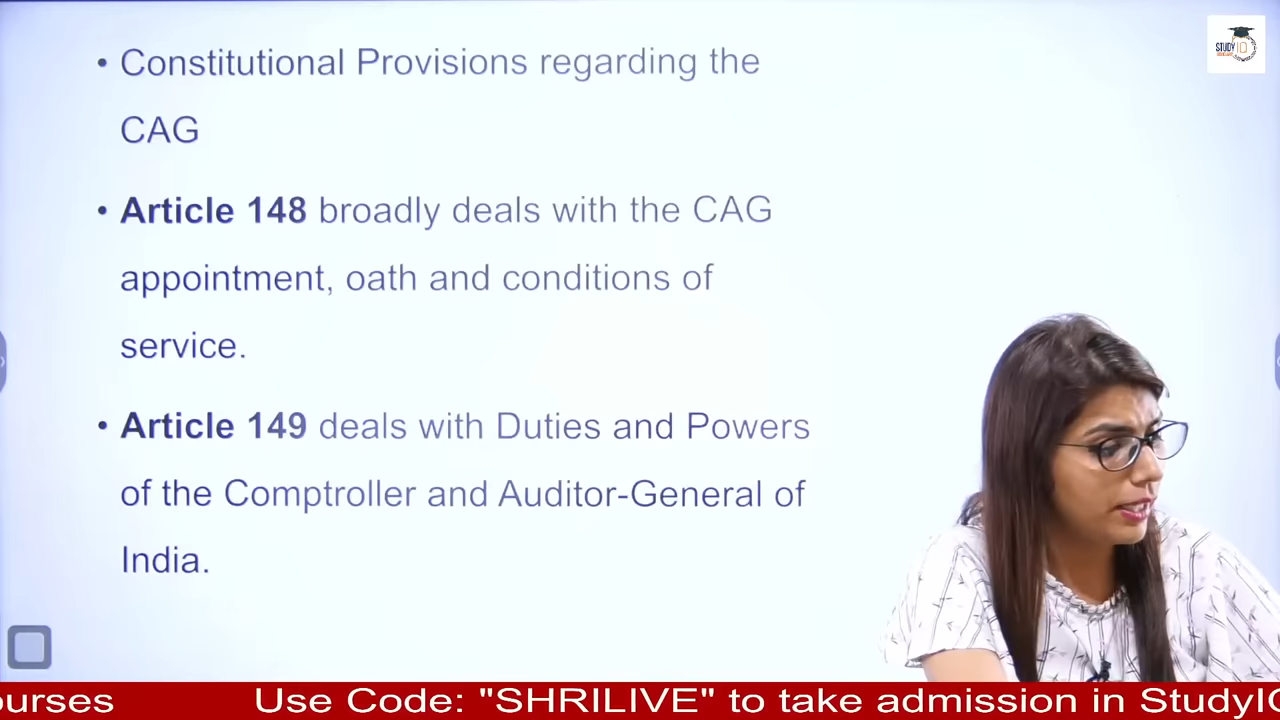 • Constitutional Provisions regarding the
CAG
• Article 148 broadly deals with the CAG
appointment, oath and conditions of
service.
• Article 149 deals with Duties and Powers
of the Comptroller and Auditor-General of
India.
STUDY IQ
Use Code: "SHRILIVE" to take admission in